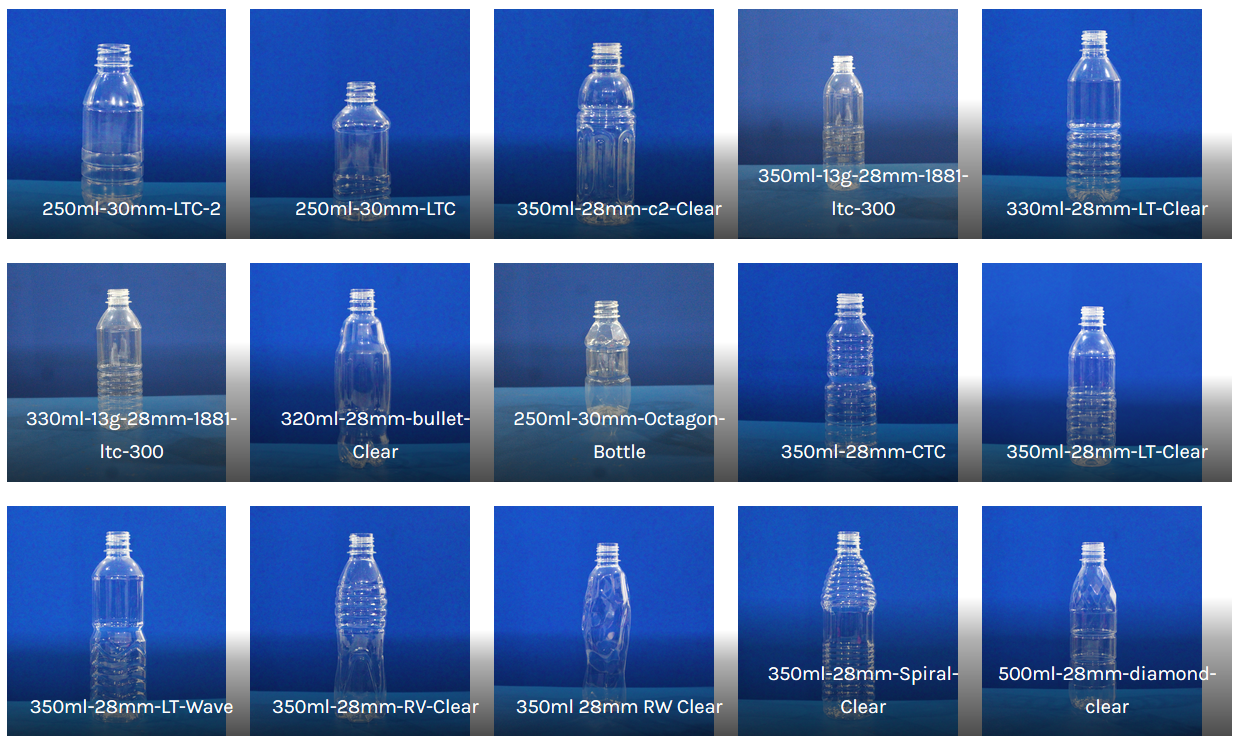 250ml-30mm-LTC-2
250ml-30mm-LTC
350ml-28mm-c2-Clear
350ml-13g-28mm-1881-
ltc-300
330ml-28mm-LT-Clear
330ml-13g-28mm-1881-
ltc-300
320ml-28mm-bullet-
Clear
250ml-30mm-Octagon-
Bottle
350ml-28mm-CTC
350ml-28mm-LT-Clear
350ml-28mm-LT-Wave
350ml-28mm-RV-Clear
350ml 28mm RW Clear
350ml-28mm-Spiral-
Clear
500ml-28mm-diamond-
clear